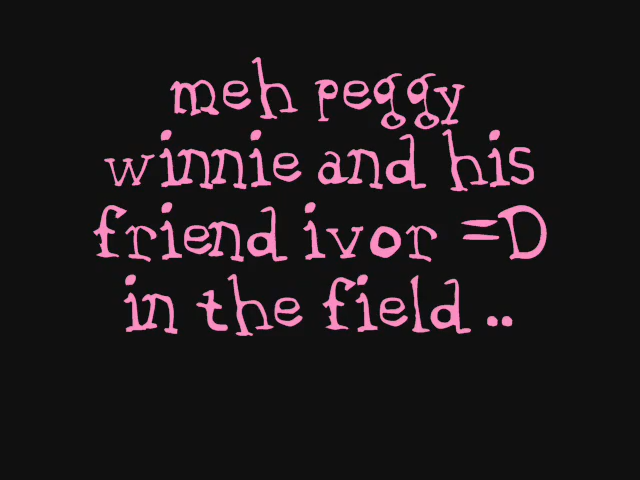 meh peggy
winnie and his
friend ivor =D
in the field ..